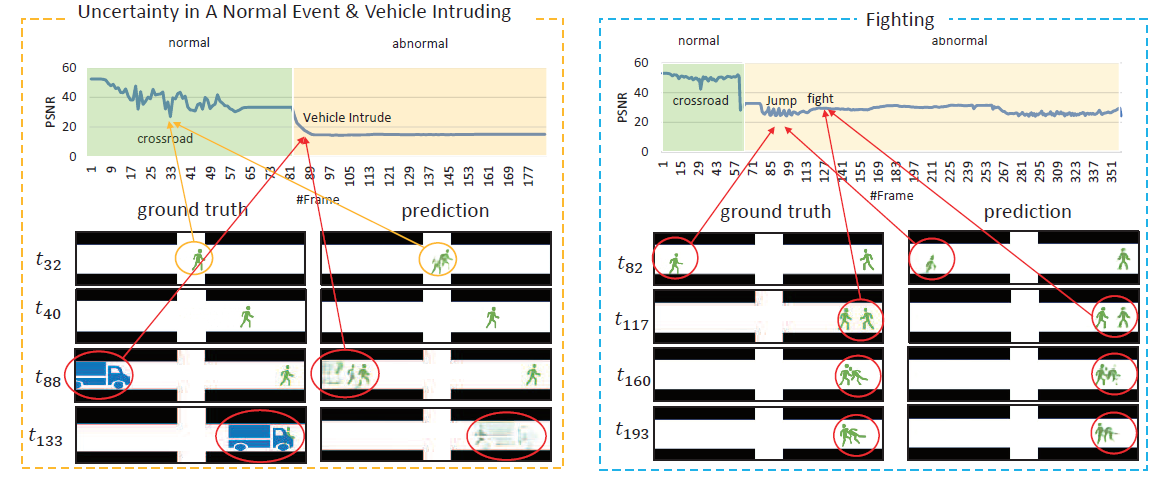 Uncertainty in A Normal Event & Vehicle Intruding
normal
abnormal
PSNR
60
40
20
0
crossroad
Vehicle Intrude
1 9 17 25 33 41 49 57 65 73 81 89 97 105 113 121 129 137 145 153 161 169 177
#Frame
ground truth
prediction
t32
t40
t88
t133
Fighting
normal
abnormal
PSNR
60
40
20
0
crossroad
Jump
fight
1 15 29 43 57 71 85 99 113 127 141 155 169 183 197 211 225 239 253 267 281 295 309 323 337 351
#Frame
ground truth
prediction
t82
t117
t160
t193